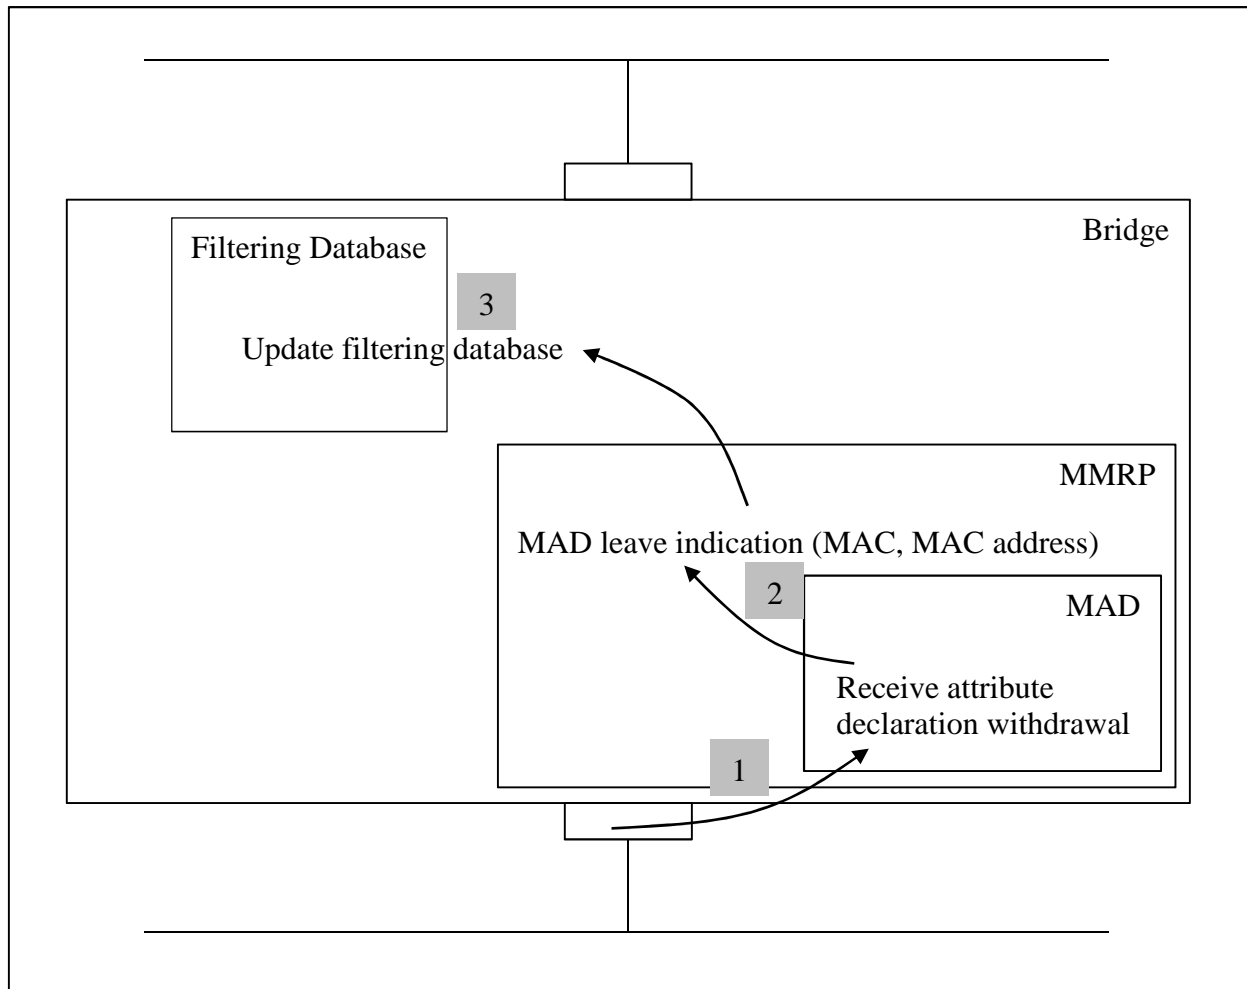 Bridge
Filtering Database
3
Update filtering database
MMRP
MAD leave indication (MAC, MAC address)
2
MAD
Receive attribute
declaration withdrawal
1